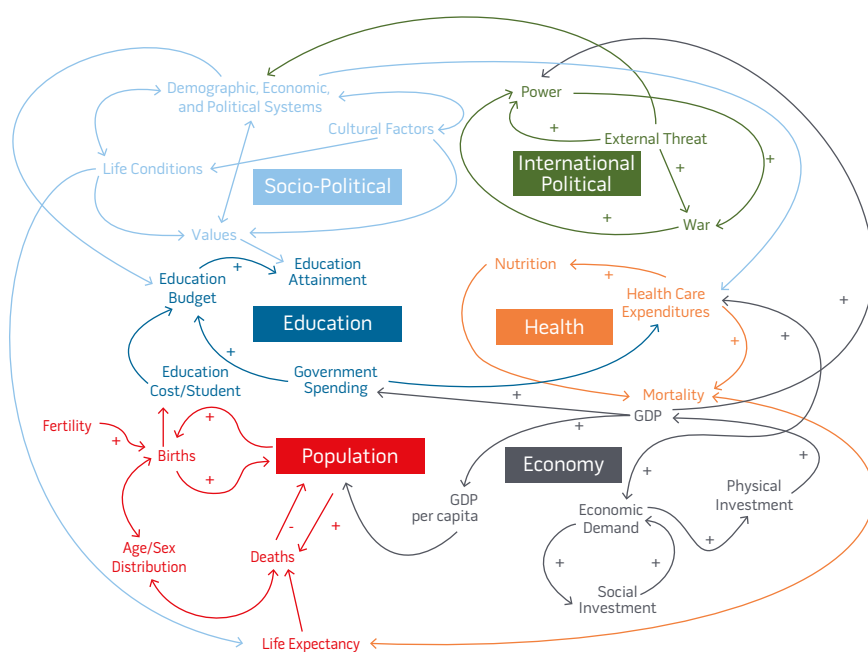 Demographic, Economic,
and Political Systems
Power
Cultural Factors
External Threat
+
+
+
Life Conditions
Socio-Political
International
Political
+
War
Values
Education
Budget
+
Education
Attainment
Nutrition
+
Health Care
Expenditures
+
Education
Health
+
+
+
Education
Cost/Student
Government
Spending
+
Mortality
GDP
Fertility
+
+
+
Births
Population
Economy
+
+
+
GDP
per capita
Physical
Investment
Economic
Demand
-
+
+
Age/Sex
Distribution
Deaths
+
+
Social
Investment
Life Expectancy